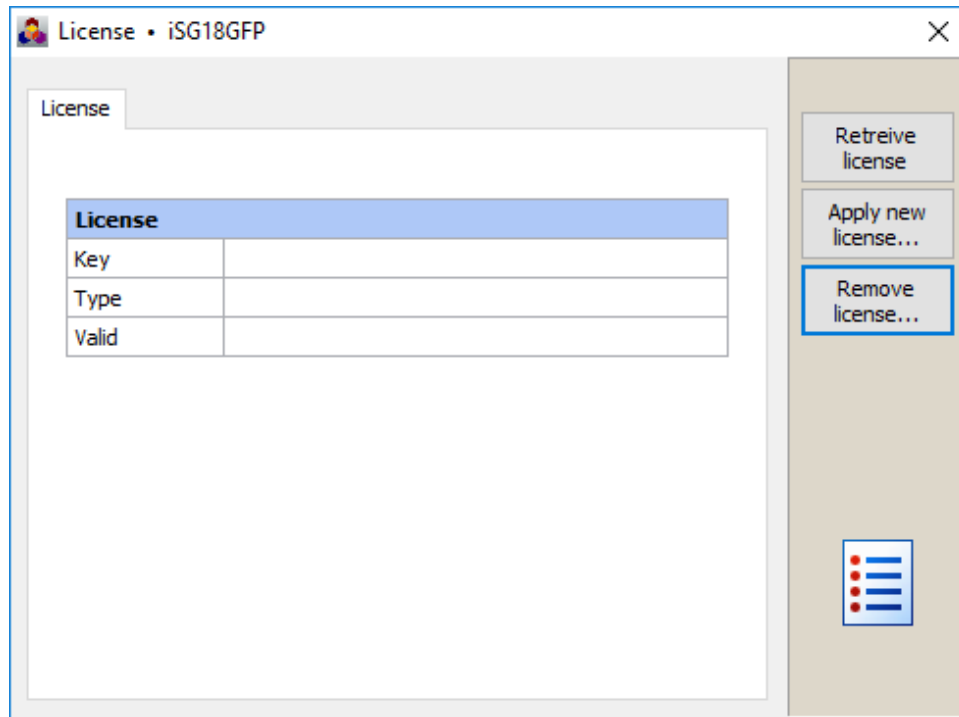 License • iSG18GFP
License
License
Key
Type
Valid
Retreive
license
Apply new
license...
Remove
license...